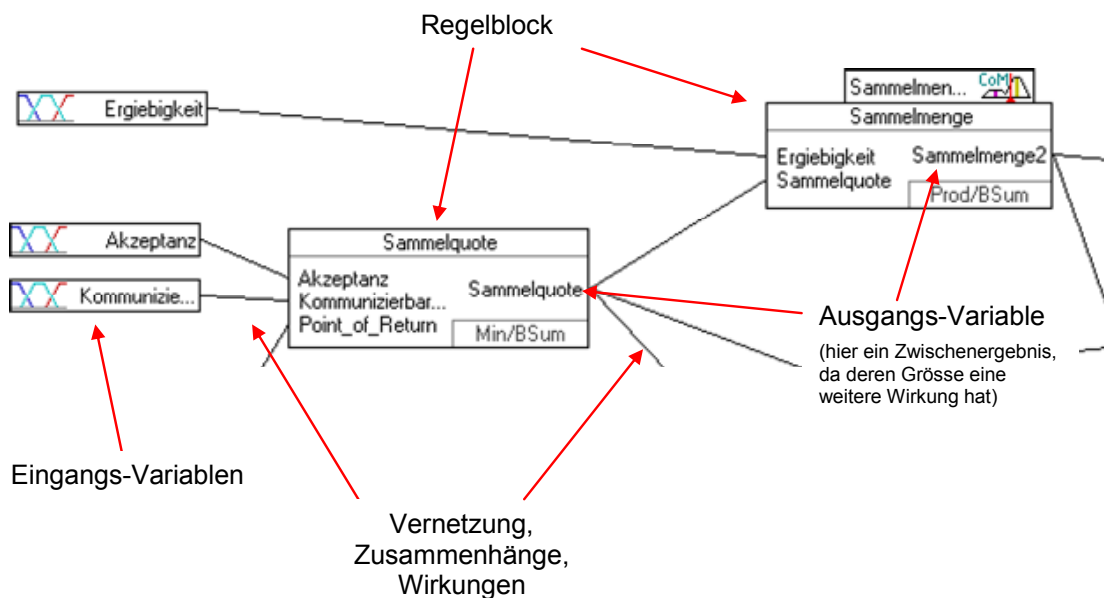 Regelblock
Sammelmen... CoM
Sammelmenge
Ergiebigkeit
Ergiebigkeit Sammelmenge2
Sammelquote
Prod/BSum
Akzeptanz
Sammelquote
Akzeptanz
Kommunizie...
Kommunizierbar...
Sammelquote
Point_of_Return
Min/BSum
Ausgangs-Variable
(hier ein Zwischenergebnis,
da deren Grösse eine
weitere Wirkung hat)
Eingangs-Variablen
Vernetzung,
Zusammenhänge,
Wirkungen